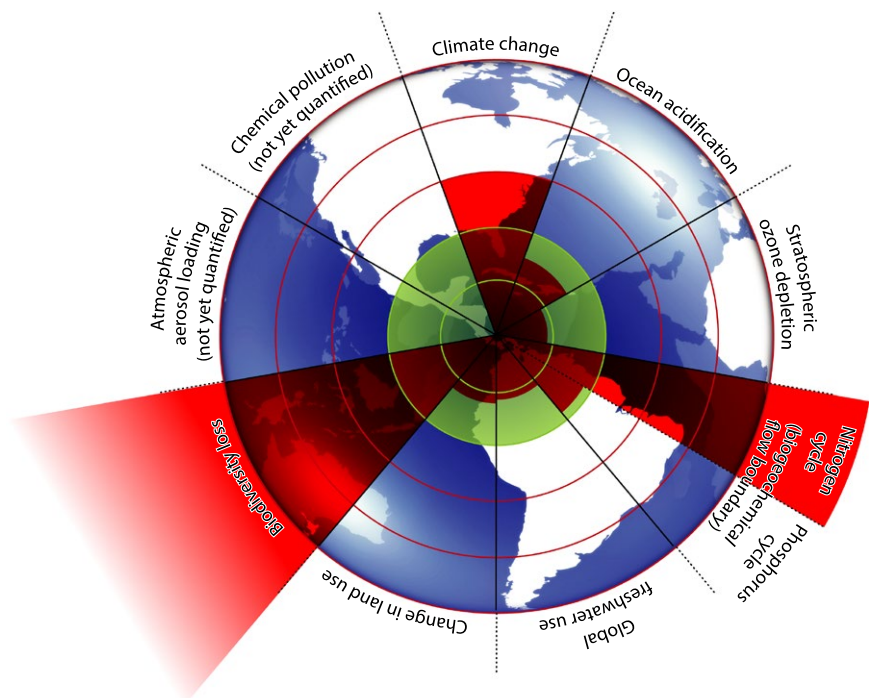 Climate change
Ocean acidification
Stratospheric
ozone depletion
Nitrogen
cycle
(biogeochemical
flow boundary)
Phosphorus
cycle
Global
freshwater use
Change in land use
Biodiversity loss
Atmospheric
aerosol loading
(not yet quantified)
Chemical pollution
(not yet quantified)